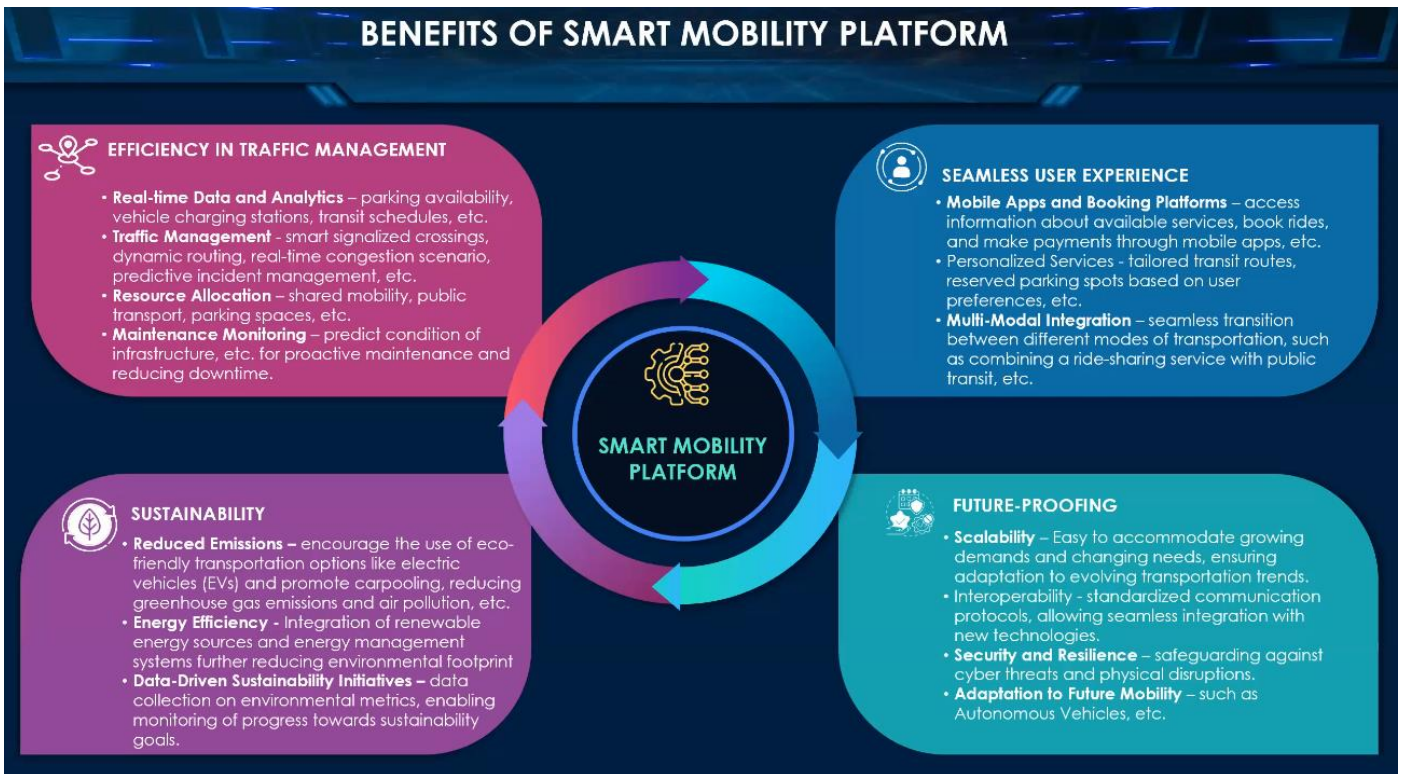 BENEFITS OF SMART MOBILITY PLATFORM
EFFICIENCY IN TRAFFIC MANAGEMENT
• Real-time Data and Analytics – parking availability,
vehicle charging stations, transit schedules, etc.
• Traffic Management - smart signalized crossings,
dynamic routing, real-time congestion scenario,
predictive incident management, etc.
• Resource Allocation – shared mobility, public
transport, parking spaces, etc.
• Maintenance Monitoring – predict condition of
infrastructure, etc. for proactive maintenance and
reducing downtime.
SEAMLESS USER EXPERIENCE
• Mobile Apps and Booking Platforms – access
information about available services, book rides,
and make payments through mobile apps, etc.
• Personalized Services - tailored transit routes,
reserved parking spots based on user
preferences, etc.
• Multi-Modal Integration – seamless transition
between different modes of transportation, such
as combining a ride-sharing service with public
transit, etc.
SMART MOBILITY
PLATFORM
SUSTAINABILITY
• Reduced Emissions – encourage the use of eco-
friendly transportation options like electric
vehicles (EVs) and promote carpooling, reducing
greenhouse gas emissions and air pollution, etc.
• Energy Efficiency - Integration of renewable
energy sources and energy management
systems further reducing environmental footprint
• Data-Driven Sustainability Initiatives – data
collection on environmental metrics, enabling
monitoring of progress towards sustainability
goals.
FUTURE-PROOFING
• Scalability – Easy to accommodate growing
demands and changing needs, ensuring
adaptation to evolving transportation trends.
• Interoperability - standardized communication
protocols, allowing seamless integration with
new technologies.
• Security and Resilience – safeguarding against
cyber threats and physical disruptions.
• Adaptation to Future Mobility – such as
Autonomous Vehicles, etc.